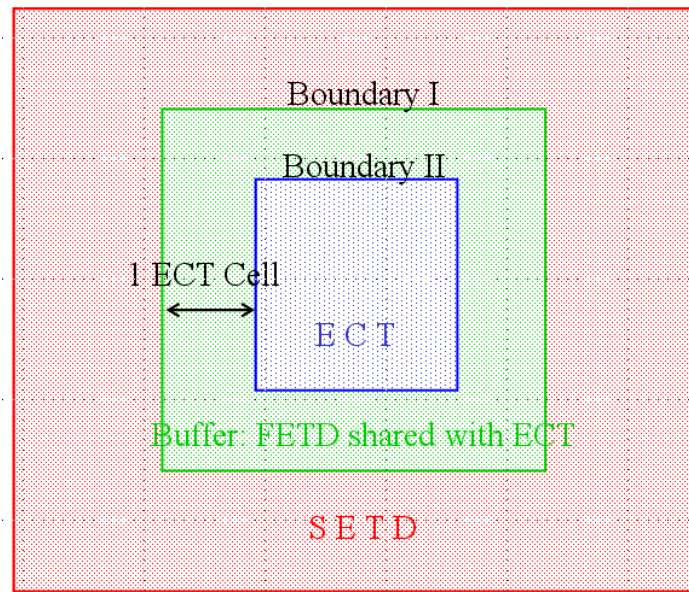 Boundary I
Boundary II
1 ECT Cell
E C T
Buffer: FETD shared with ECT
S E T D